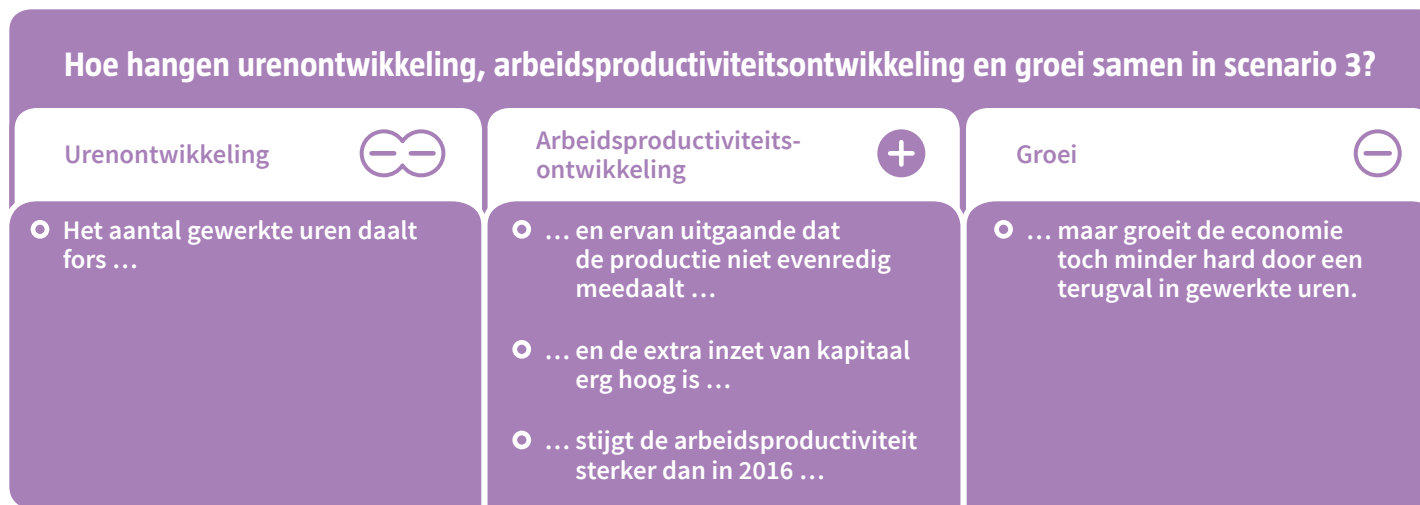 Hoe hangen urenontwikkeling, arbeidsproductiviteitsontwikkeling en groei samen in scenario 3?
Urenontwikkeling
Het aantal gewerkte uren daalt
fors …
Arbeidsproductiviteits-
ontwikkeling
… en ervan uitgaande dat
de productie niet evenredig
meedaalt …
… en de extra inzet van kapitaal
erg hoog is …
… stijgt de arbeidsproductiviteit
sterker dan in 2016 …
Groei
… maar groeit de economie
toch minder hard door een
terugval in gewerkte uren.